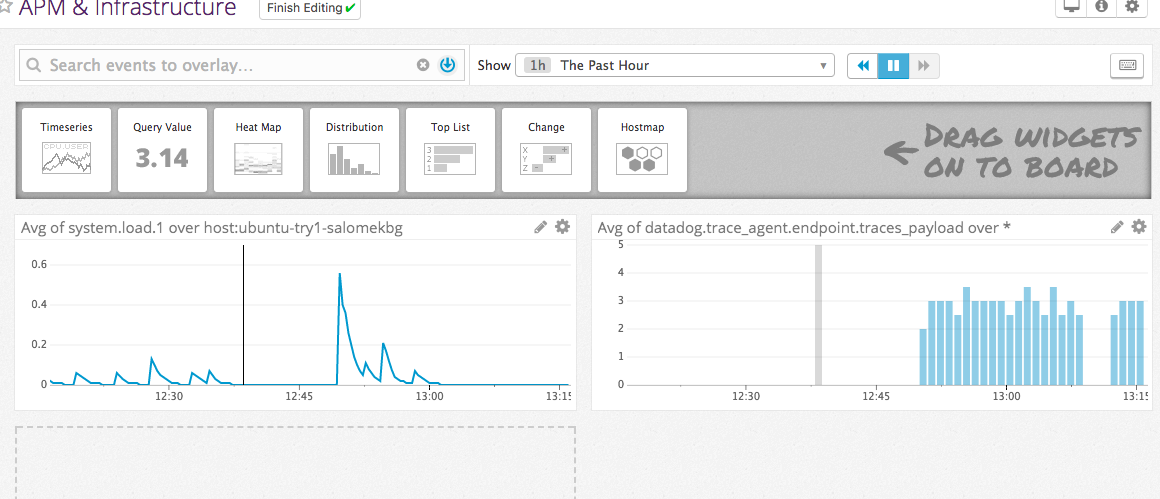 APM & Infrastructure
Finish Editing✔
Search events to overlay...
Show
1h The Past Hour
Timeseries
CPU.USER
Query Value
3.14
Heat Map
Distribution
Top List
3
2
1
Change
X +
Y +
Z -
Hostmap
DRAG WIDGETS
ON TO BOARD
Avg of system.load.1 over host:ubuntu-try1-salomekbg
0.6
0.4
0.2
0
12:30 12:45 13:00 13:15
Avg of datadog.trace_agent.endpoint.traces_payload over *
5
4
3
2
1
0
12:30 12:45 13:00 13:15